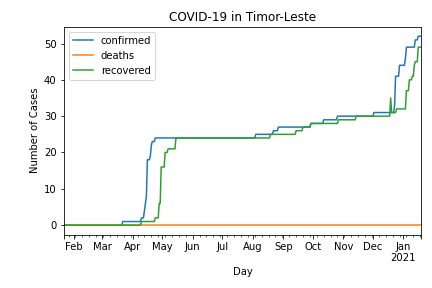 COVID-19 in Timor-Leste
confirmed
deaths
recovered
Number of Cases
50
40
30
20
10
0
Feb Mar Apr May Jun Jul Aug Sep Oct Nov Dec Jan
2021
Day